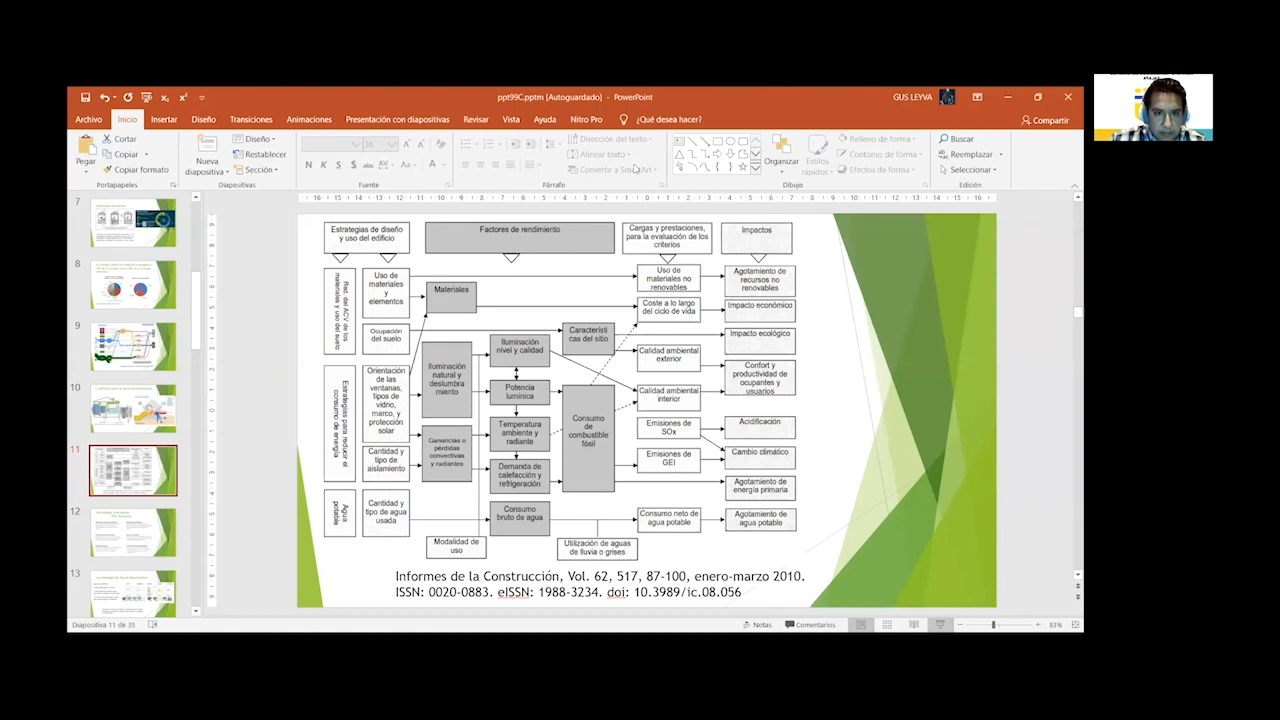 ppt99C.pptm [Autoguardado] - PowerPoint
GUS LEYVA
Archivo
Inicio
Insertar
Diseño
Transiciones
Animaciones
Presentación con diapositivas
Revisar
Vista
Ayuda
Nitro Pro
¿Qué desea hacer?
Compartir
Pegar
Cortar
Copiar
Copiar formato
Portapapeles
Nueva
diapositiva
Diseño
Restablecer
Sección
Diapositivas
36
Fuente
Dirección del texto
Alinear texto
Convertir a SmartArt
Párrafo
Organizar
Estilos
rápidos
Relleno de forma
Contorno de forma
Efectos de forma
Dibujo
Buscar
Reemplazar
Seleccionar
Edición
7
8
9
10
11
12
13
Estrategias de diseño
y uso del edificio
Factores de rendimiento
Cargas y prestaciones,
para la evaluación de los
criterios
Impactos
Red. del ACV de los
materiales y uso del suelo
Uso de
materiales
y
elementos
Materiales
Uso de
materiales no
renovables
Agotamiento de
recursos no
renovables
Coste a lo largo
del ciclo de vida
Impacto económico
Ocupación
del suelo
Característi
cas del sitio
Impacto ecológico
Iluminación
nivel y calidad
Calidad ambiental
exterior
Confort y
productividad de
ocupantes y
usuarios
Estrategias para reducir el
consumo de energía
Orientación de
las
ventanas,
tipos de
vidrio,
marco, y
protección
solar
Iluminación
natural y
deslumbra
miento
Potencia
lumínica
Consumo
de
combustible
fósil
Calidad ambiental
interior
Temperatura
ambiente y
radiante
Emisiones de
SOx
Acidificación
Ganancias o
pérdidas
convectivas
y radiantes
Cantidad y
tipo de
aislamiento
Demanda de
calefacción y
refrigeración
Emisiones de
GEI
Cambio climático
Agotamiento de
energía primaria
Agua
potable
Cantidad y
tipo de agua
usada
Consumo
bruto de agua
Consumo neto de
agua potable
Agotamiento de
agua potable
Modalidad de
uso
Utilización de aguas
de lluvia o grises
Informes de la Construcción, Vol. 62, 517, 87-100, enero-marzo 2010.
ISSN: 0020-0883. eISSN: 1988-3234. doi: 10.3989/ic.08.056
Diapositiva 11 de 35
Notas
Comentarios
83%